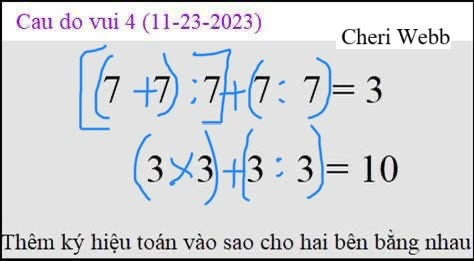 Cau do vui 4 (11-23-2023)
Cheri Webb
[(7 +7) : 7]+(7 : 7)= 3
(3×3)+(3 : 3)= 10
Thêm ký hiệu toán vào sao cho hai bên bằng nhau